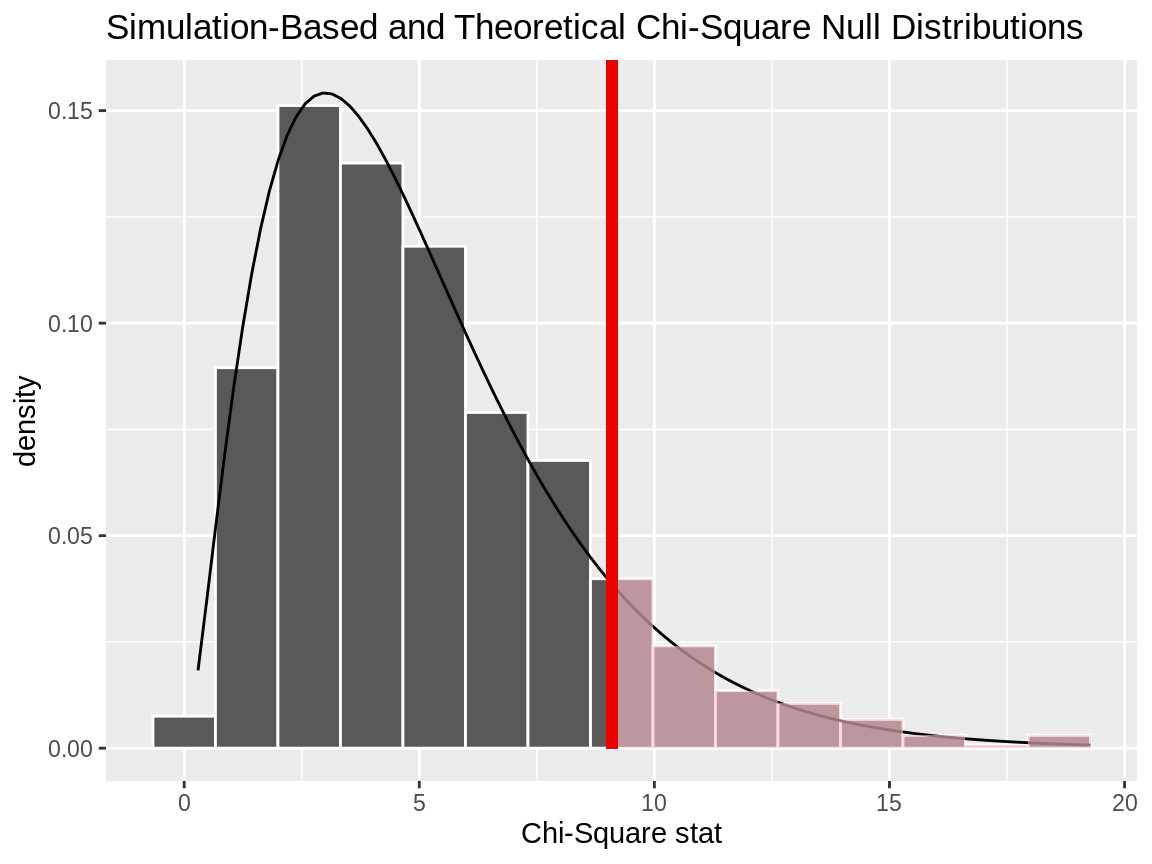 Simulation-Based and Theoretical Chi-Square Null Distributions
0.15
0.10
0.05
0.00
density
0 5 10 15 20
Chi-Square stat